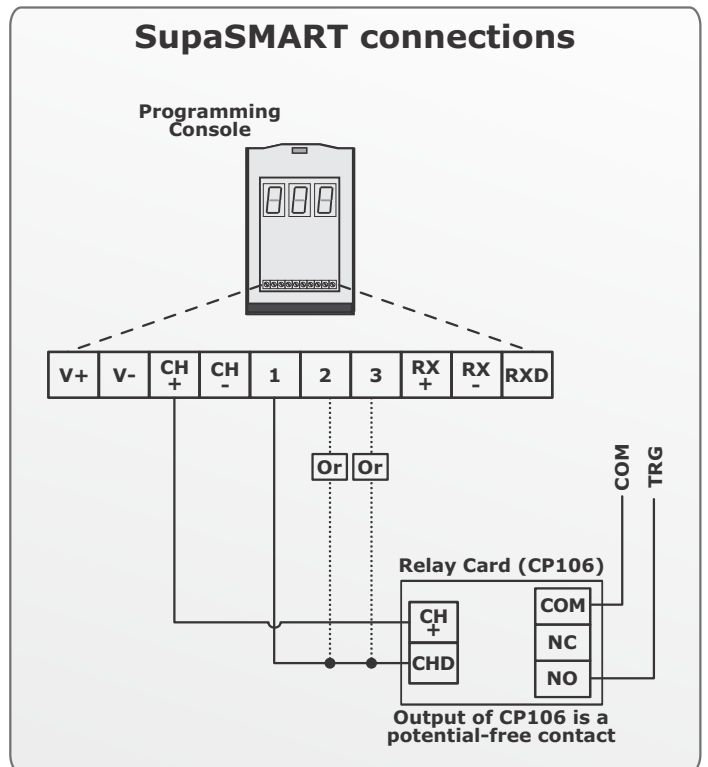 SupaSMART connections
Programming
Console
V+ V- CH + CH - 1 2 3 RX + RX - RXD
Or Or
COM
TRG
Relay Card (CP106)
CH +
CHD
COM
NC
NO
Output of CP106 is a
potential-free contact